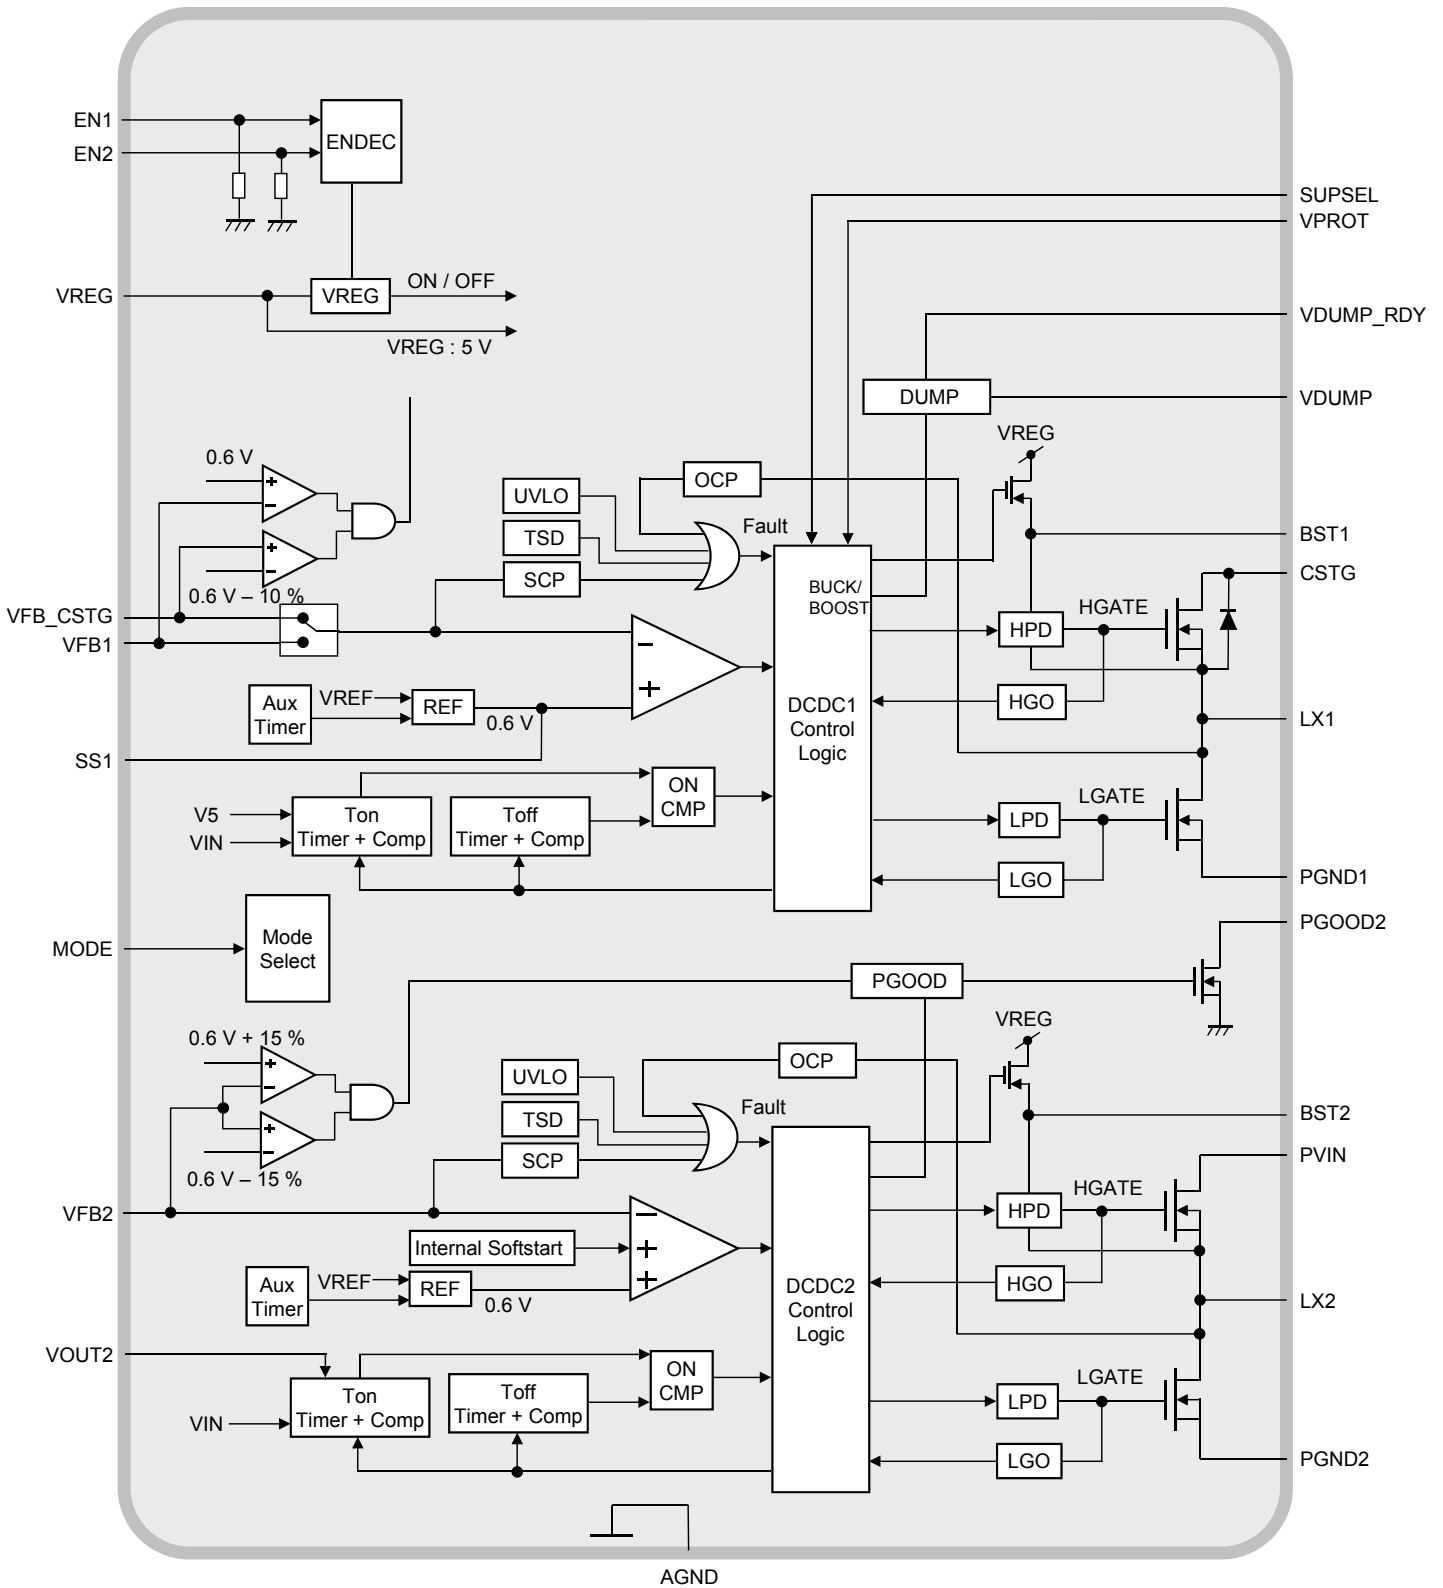 EN1
ENDEC
EN2
SUPSEL
VPROT
VREG
VREG
ON / OFF
VDUMP_RDY
VREG : 5 V
DUMP
VDUMP
VREG
0.6 V
+
−
OCP
UVLO
Fault
BST1
TSD
+
−
CSTG
SCP
BUCK/
BOOST
0.6 V – 10 %
HGATE
VFB_CSTG
HPD
VFB1
−
+
Aux
Timer
VREF
REF
0.6 V
HGO
DCDC1
Control
Logic
LX1
SS1
ON
CMP
V5
VIN
Ton
Timer + Comp
Toff
Timer + Comp
LGATE
LPD
LGO
PGND1
PGOOD2
MODE
Mode
Select
PGOOD
VREG
0.6 V + 15 %
+
−
OCP
UVLO
Fault
BST2
TSD
+
−
SCP
PVIN
0.6 V – 15 %
HGATE
VFB2
HPD
−
+
+
Internal Softstart
Aux
Timer
VREF
REF
0.6 V
HGO
DCDC2
Control
Logic
LX2
VOUT2
ON
CMP
LGATE
Ton
Timer + Comp
Toff
Timer + Comp
LPD
VIN
LGO
PGND2
AGND